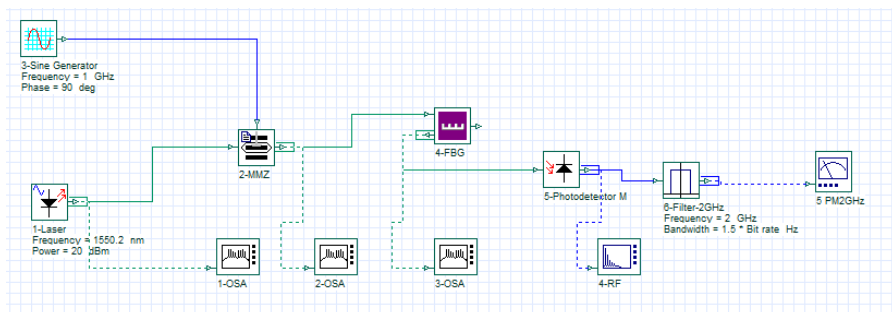 3-Sine Generator
Frequency = 1 GHz
Phase = 90 deg
2-MMZ
4-FBG
5-Photodetector M
6-Filter-2GHz
Frequency = 2 GHz
Bandwidth = 1.5 * Bit rate Hz
5 PM2GHz
1-Laser
Frequency = 1550.2 nm
Power = 20 dBm
1-OSA
2-OSA
3-OSA
4-RF